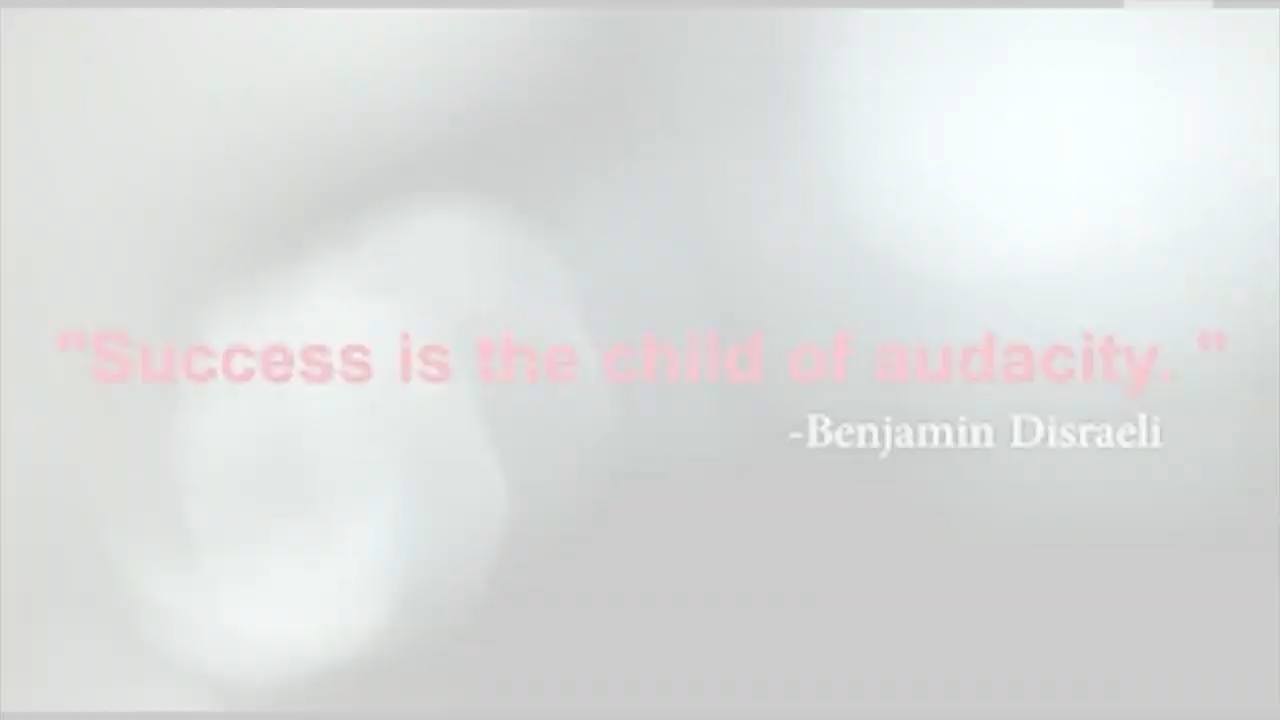 "Success is the child of audacity. "
-Benjamin Disraeli